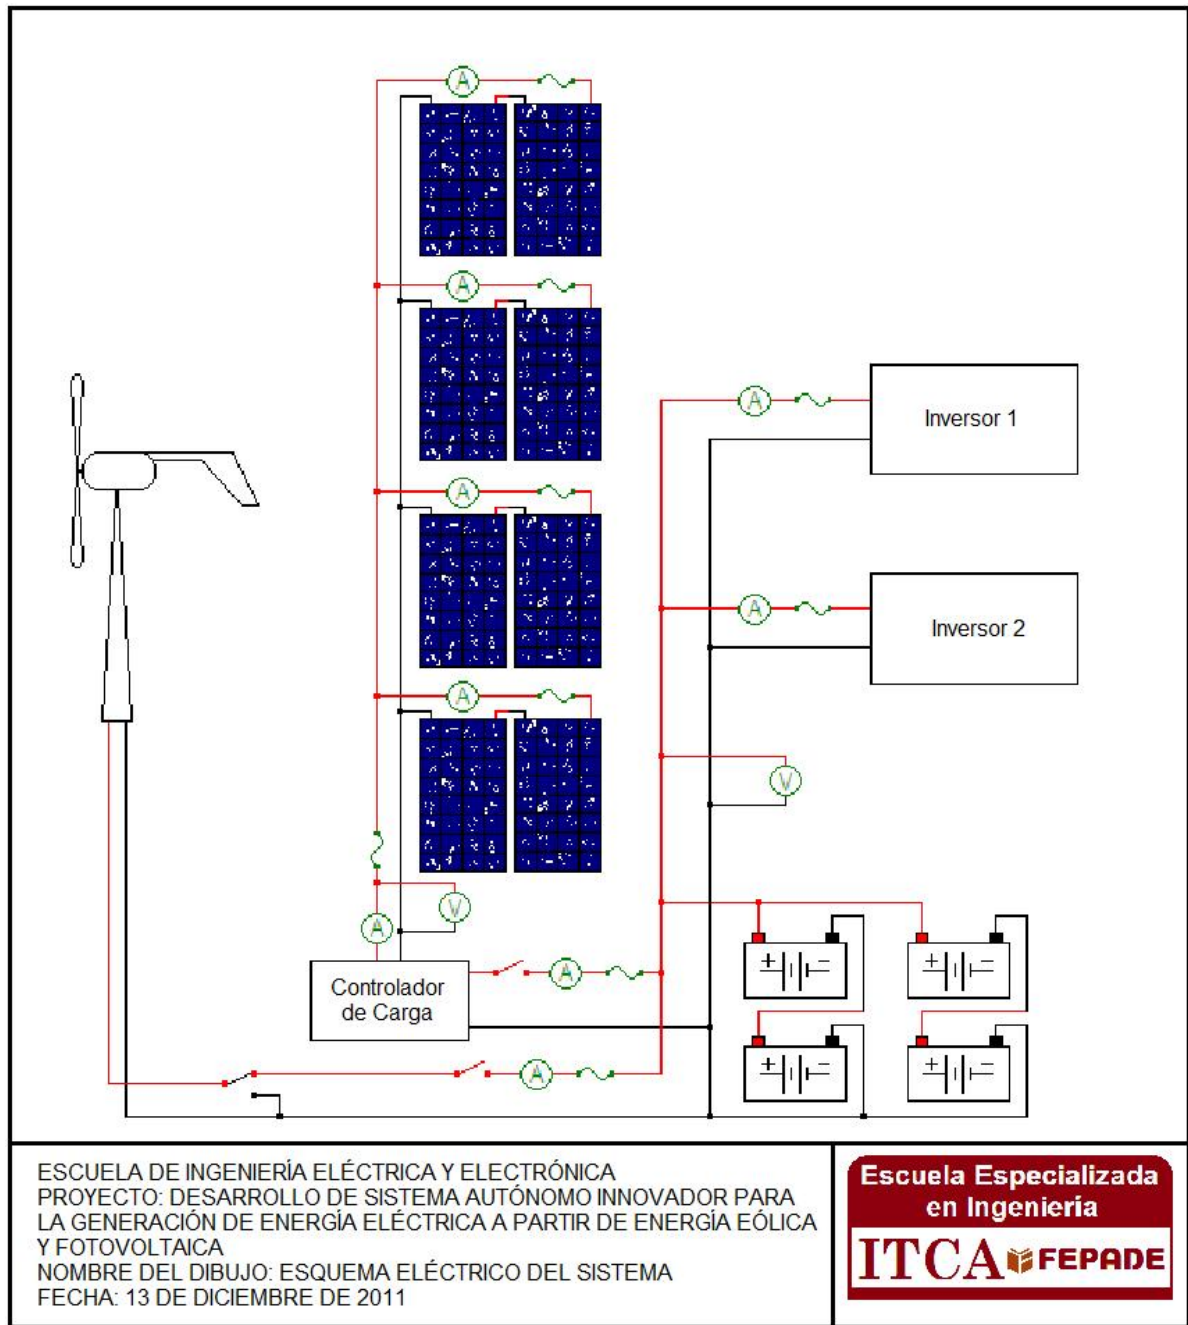 A
A
A
A
A
Inversor 1
A
Inversor 2
V
V
A
Controlador
de Carga
A
A
+ −
+ −
+ −
+ −
ESCUELA DE INGENIERÍA ELÉCTRICA Y ELECTRÓNICA
PROYECTO: DESARROLLO DE SISTEMA AUTÓNOMO INNOVADOR PARA
LA GENERACIÓN DE ENERGÍA ELÉCTRICA A PARTIR DE ENERGÍA EÓLICA
Y FOTOVOLTAICA
NOMBRE DEL DIBUJO: ESQUEMA ELÉCTRICO DEL SISTEMA
FECHA: 13 DE DICIEMBRE DE 2011
Escuela Especializada
en Ingeniería
ITCA FEPADE